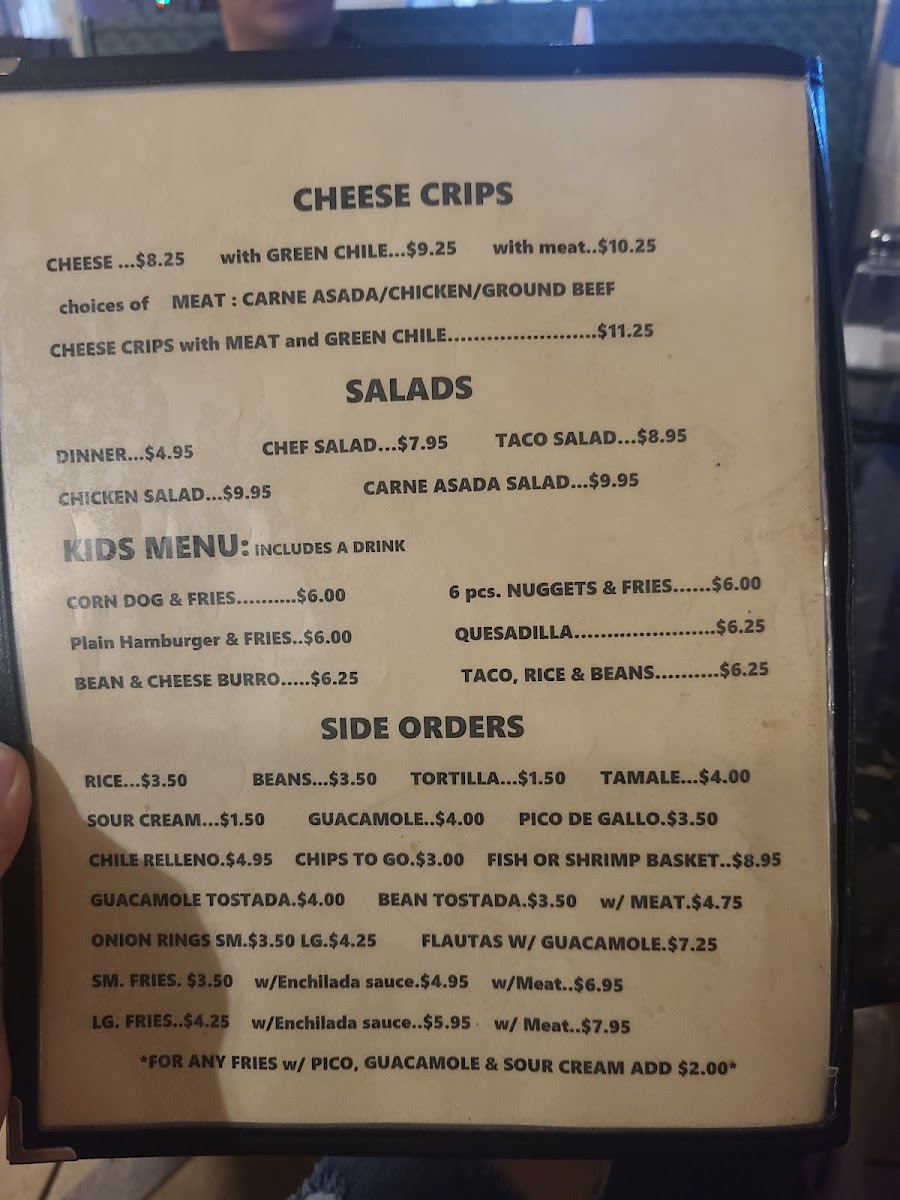 CHEESE CRIPS
CHEESE ...$8.25 with GREEN CHILE...$9.25 with meat..$10.25
choices of MEAT : CARNE ASADA/CHICKEN/GROUND BEEF
CHEESE CRIPS with MEAT and GREEN CHILE.......................$11.25
SALADS
DINNER...$4.95 CHEF SALAD...$7.95 TACO SALAD...$8.95
CHICKEN SALAD...$9.95 CARNE ASADA SALAD...$9.95
KIDS MENU: INCLUDES A DRINK
CORN DOG & FRIES..........$6.00 6 pcs. NUGGETS & FRIES......$6.00
Plain Hamburger & FRIES..$6.00 QUESADILLA.......................$6.25
BEAN & CHEESE BURRO.....$6.25 TACO, RICE & BEANS..........$6.25
SIDE ORDERS
RICE...$3.50 BEANS...$3.50 TORTILLA...$1.50 TAMALE...$4.00
SOUR CREAM...$1.50 GUACAMOLE..$4.00 PICO DE GALLO.$3.50
CHILE RELLENO.$4.95 CHIPS TO GO.$3.00 FISH OR SHRIMP BASKET..$8.95
GUACAMOLE TOSTADA.$4.00 BEAN TOSTADA.$3.50 w/ MEAT.$4.75
ONION RINGS SM.$3.50 LG.$4.25 FLAUTAS W/ GUACAMOLE.$7.25
SM. FRIES. $3.50 w/Enchilada sauce.$4.95 w/Meat..$6.95
LG. FRIES..$4.25 w/Enchilada sauce..$5.95 w/ Meat..$7.95
*FOR ANY FRIES w/ PICO, GUACAMOLE & SOUR CREAM ADD $2.00*